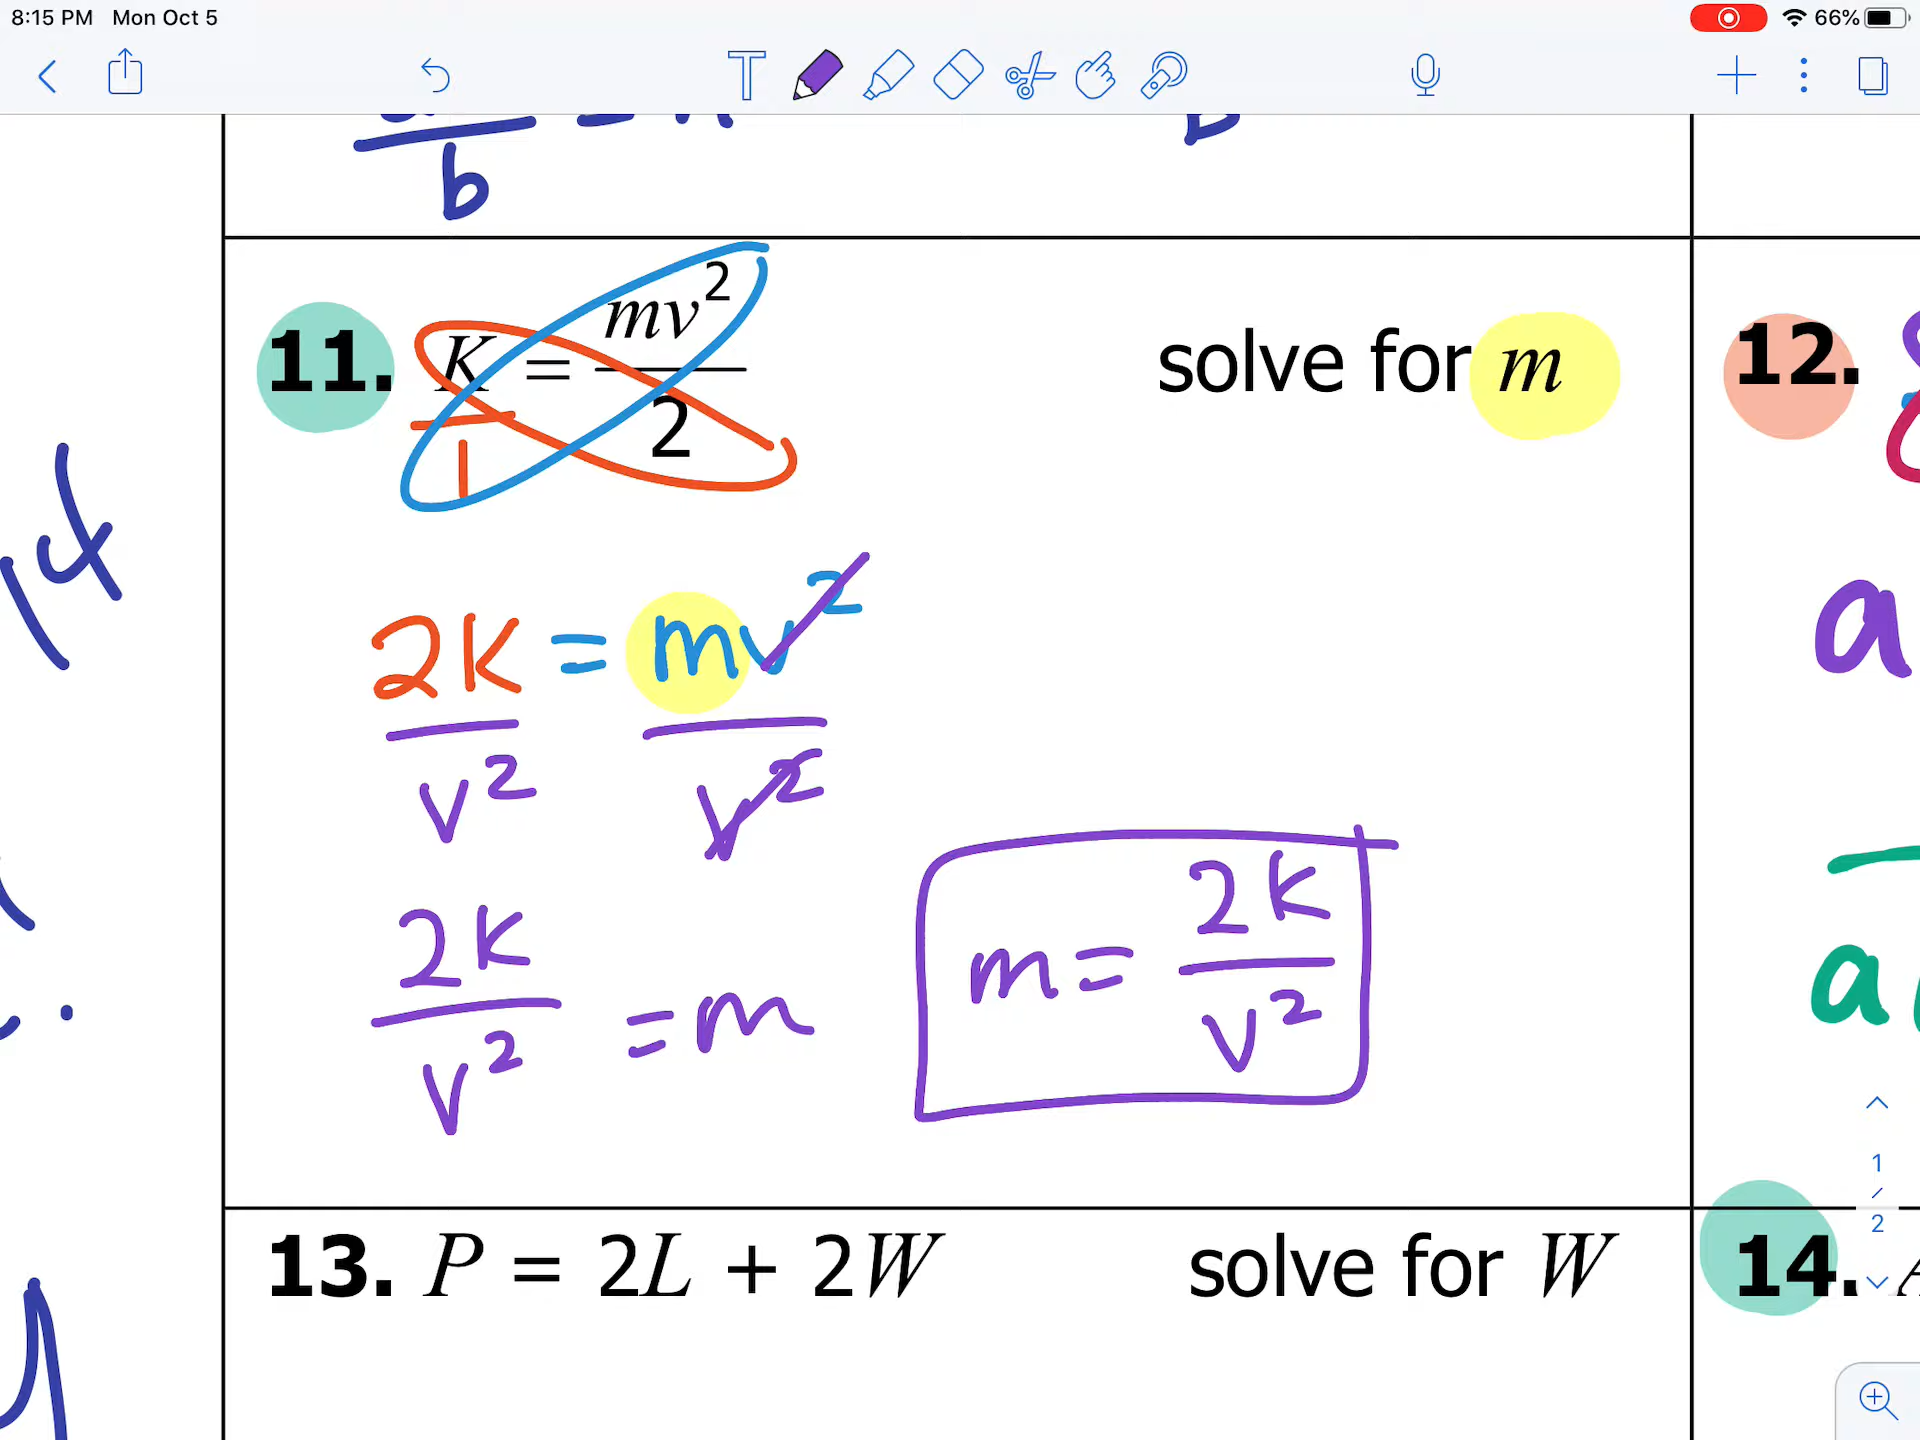 8:15 PM Mon Oct 5 66%
b
11. K/1 = mv²/2 solve for m 12.
14
2K = mv²
v² v²
2K/v² = m
m = 2K/v²
a
a
1
/
2
13. P = 2L + 2W solve for W 14.
y